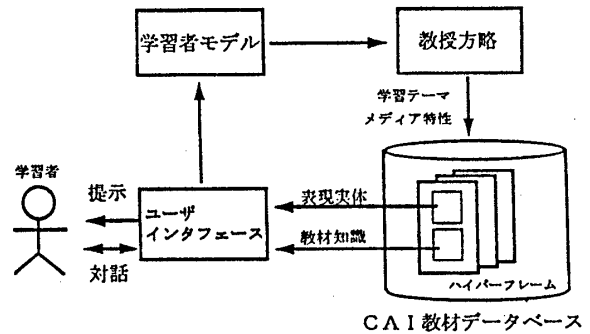 学習者モデル
教授方略
学習テーマ
メディア特性
学習者
提示
対話
ユーザ
インタフェース
表現実体
教材知識
ハイパーフレーム
CAI教材データベース